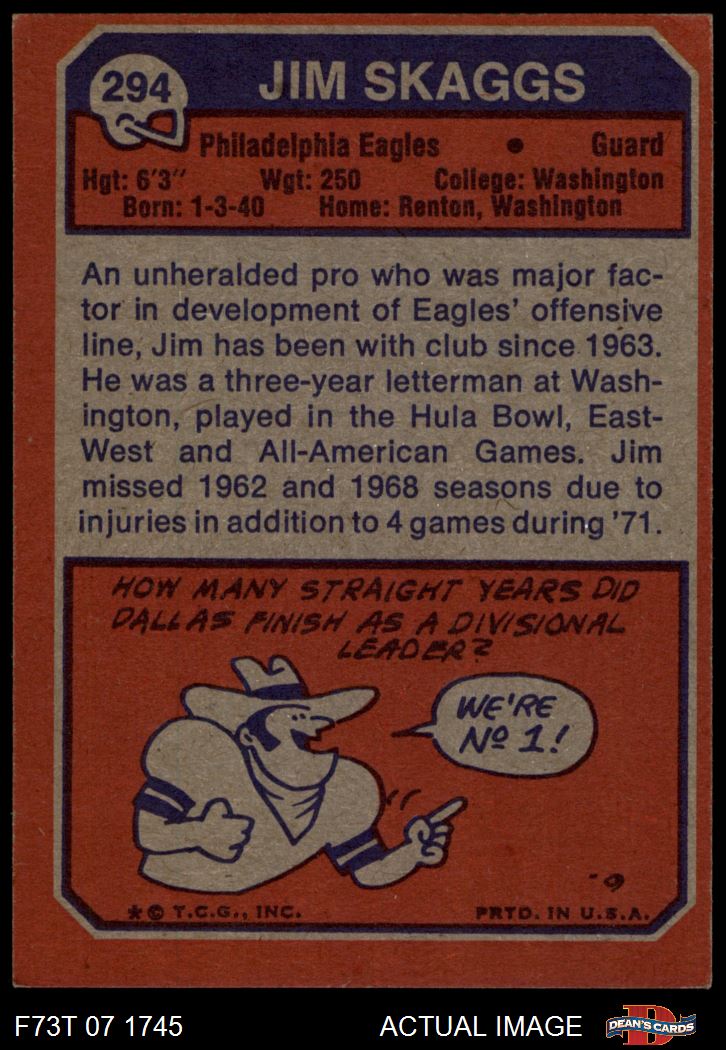 294
JIM SKAGGS
Philadelphia Eagles • Guard
Hgt: 6'3" Wgt: 250 College: Washington
Born: 1-3-40 Home: Renton, Washington
An unheralded pro who was major fac-
tor in development of Eagles' offensive
line, Jim has been with club since 1963.
He was a three-year letterman at Wash-
ington, played in the Hula Bowl, East-
West and All-American Games. Jim
missed 1962 and 1968 seasons due to
injuries in addition to 4 games during '71.
HOW MANY STRAIGHT YEARS DID
DALLAS FINISH AS A DIVISIONAL
LEADER?
WE'RE
Nº 1!
* © T.C.G., INC. PRTD. IN U.S.A.
F73T 07 1745 ACTUAL IMAGE
DEAN'S CARDS